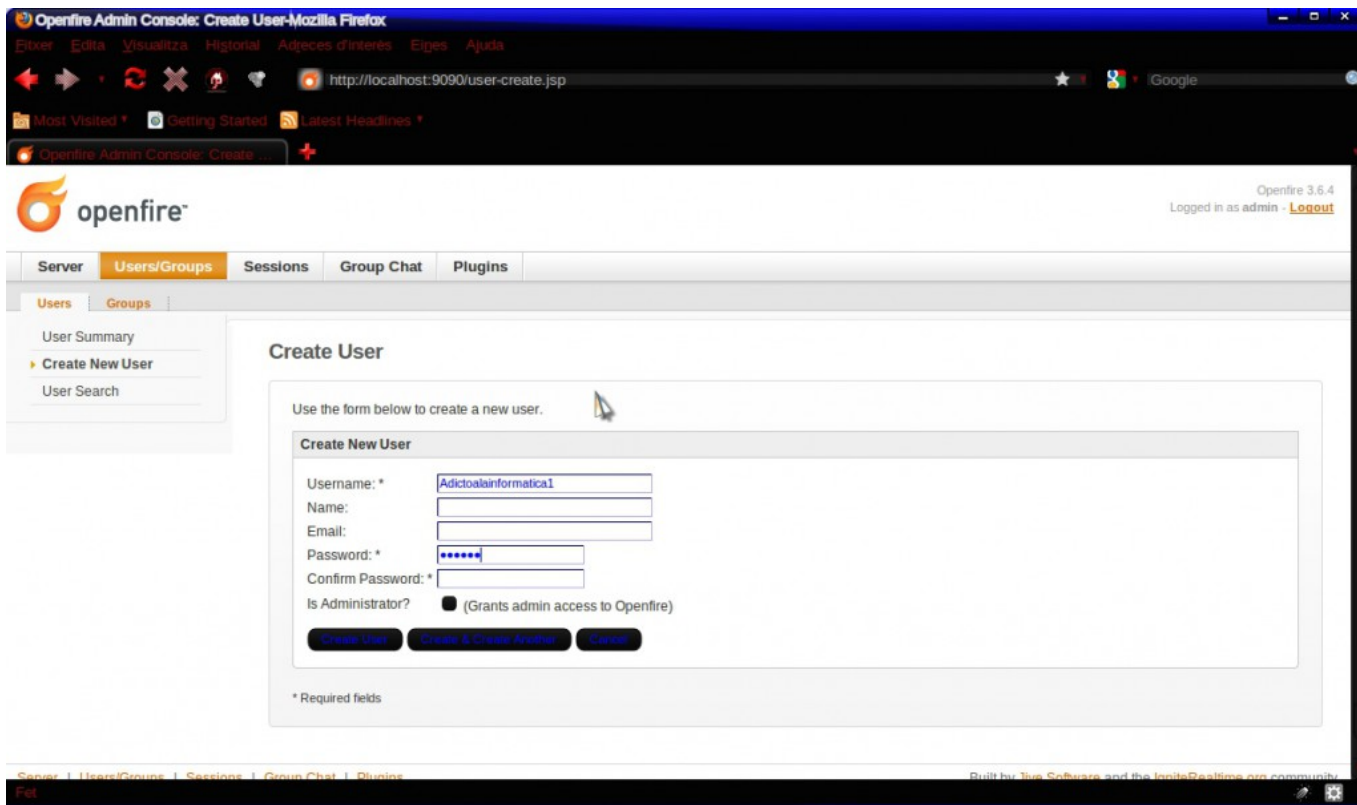 Openfire Admin Console: Create User-Mozilla Firefox
Fitxer Edita Visualitza Historial Adreces d'interès Eines Ajuda
http://localhost:9090/user-create.jsp Google
Most Visited Getting Started Latest Headlines
Openfire Admin Console: Create ...
Openfire 3.6.4
openfire
Logged in as admin - Logout
Server Users/Groups Sessions Group Chat Plugins
Users Groups
User Summary
Create New User
User Search
Create User
Use the form below to create a new user.
Create New User
Username: * Adictoalainformatica1
Name:
Email:
Password: * ••••••
Confirm Password: *
Is Administrator? (Grants admin access to Openfire)
Create User Create & Create Another Cancel
* Required fields
Server | Users/Groups | Sessions | Group Chat | Plugins Built by Jive Software and the IgniteRealtime.org community
Fet